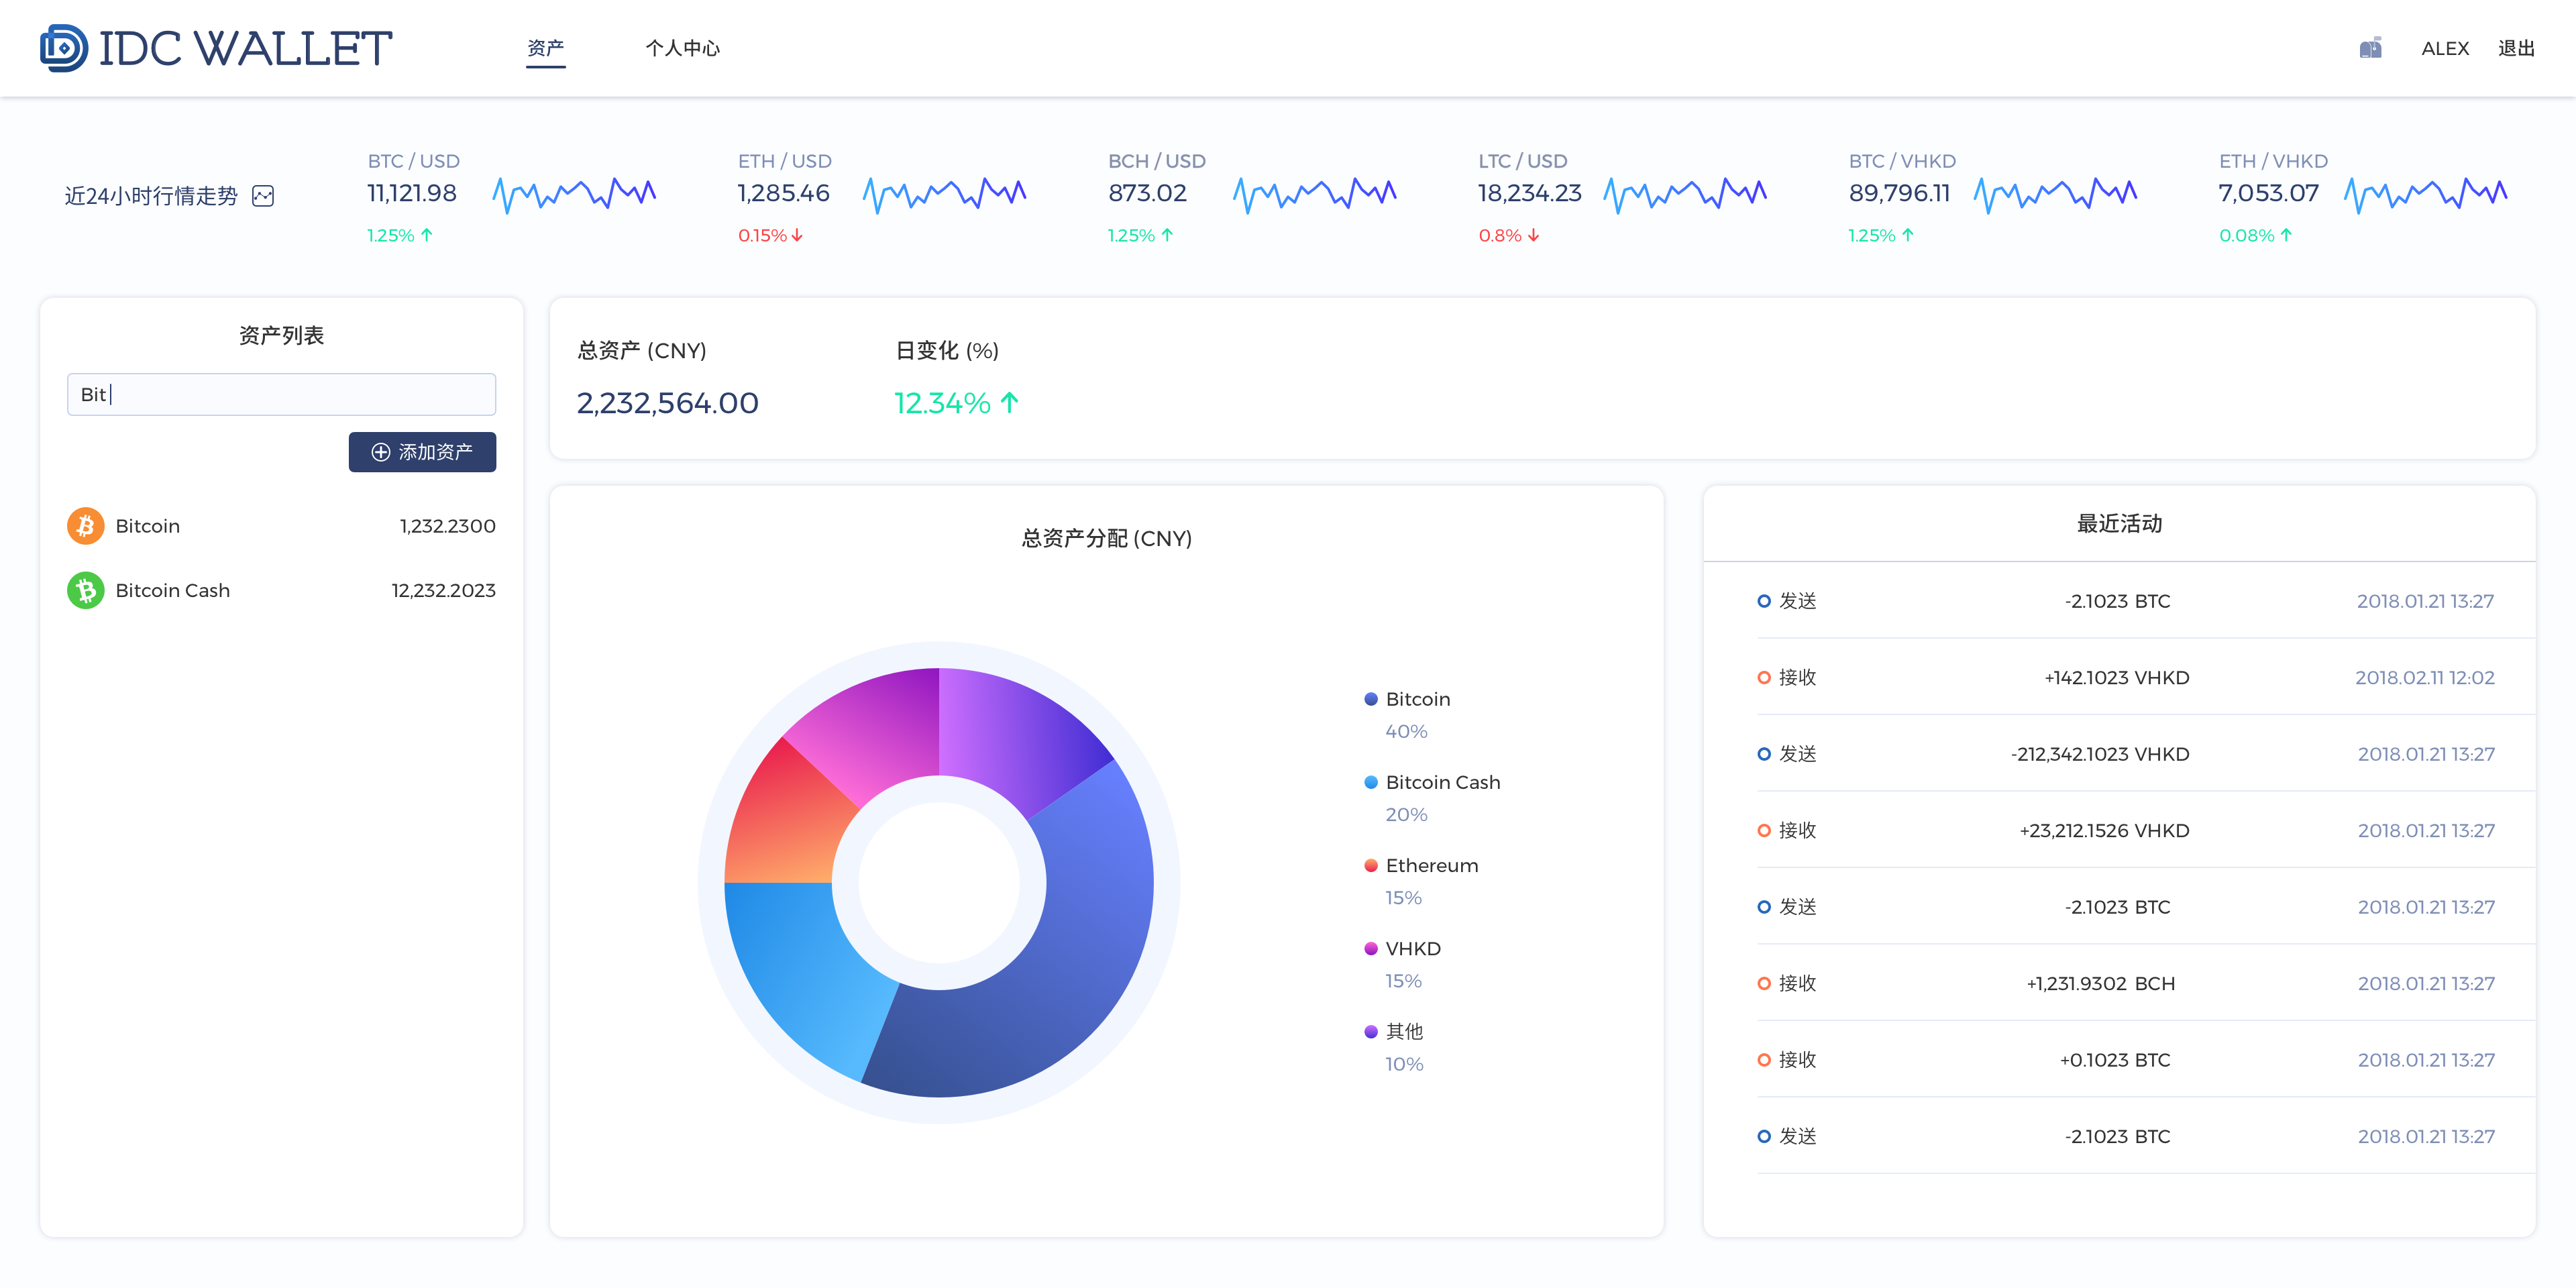 IDC WALLET
资产
个人中心
ALEX
退出
近24小时行情走势
BTC / USD
11,121.98
1.25%
ETH / USD
1,285.46
0.15%
BCH / USD
873.02
1.25%
LTC / USD
18,234.23
0.8%
BTC / VHKD
89,796.11
1.25%
ETH / VHKD
7,053.07
0.08%
资产列表
Bit
添加资产
Bitcoin 1,232.2300
Bitcoin Cash 12,232.2023
总资产 (CNY)
2,232,564.00
日变化 (%)
12.34%
总资产分配 (CNY)
Bitcoin
40%
Bitcoin Cash
20%
Ethereum
15%
VHKD
15%
其他
10%
最近活动
发送 -2.1023 BTC 2018.01.21 13:27
接收 +142.1023 VHKD 2018.02.11 12:02
发送 -212,342.1023 VHKD 2018.01.21 13:27
接收 +23,212.1526 VHKD 2018.01.21 13:27
发送 -2.1023 BTC 2018.01.21 13:27
接收 +1,231.9302 BCH 2018.01.21 13:27
接收 +0.1023 BTC 2018.01.21 13:27
发送 -2.1023 BTC 2018.01.21 13:27